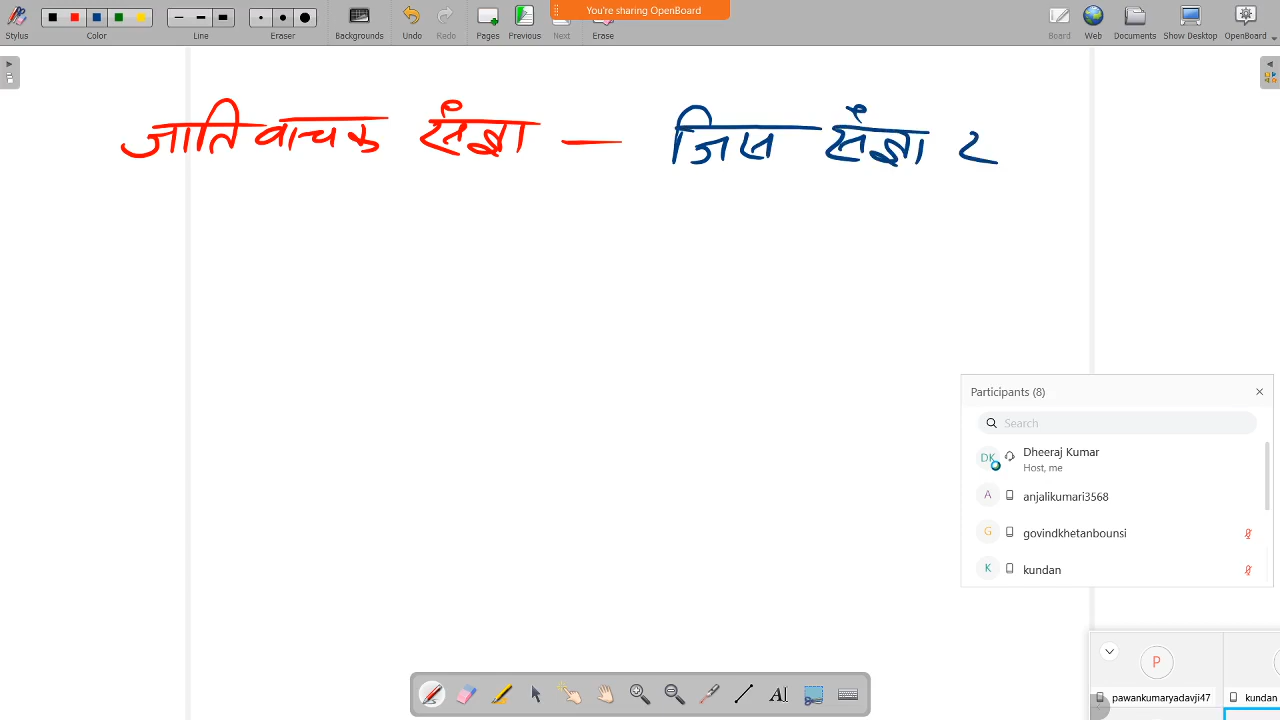 You're sharing OpenBoard
Stylus Color Line Eraser Backgrounds Undo Redo Pages Previous Next Erase Board Web Documents Show Desktop OpenBoard
जातिवाचक संज्ञा — जिस संज्ञा
Participants (8)
Search
DK Dheeraj Kumar
Host, me
A anjalikumari3568
G govindkhetanbounsi
K kundan
P
pawankumaryadavji47 kundan